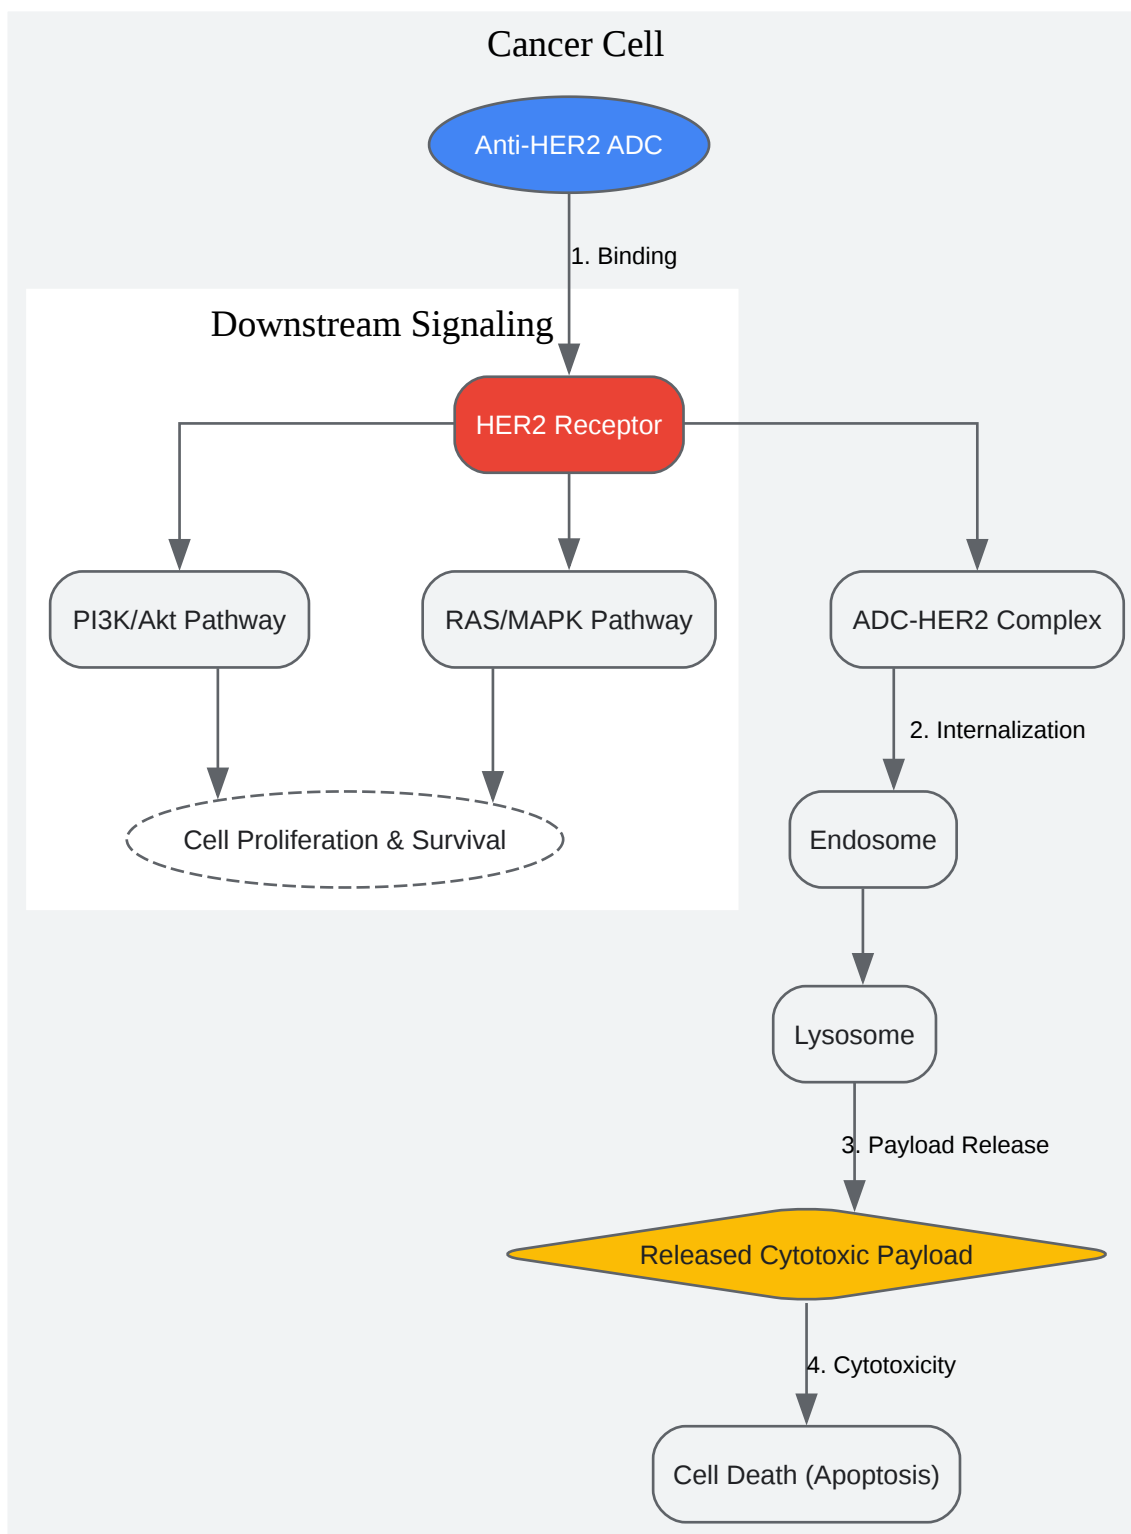 Cancer Cell
Anti-HER2 ADC
1. Binding
Downstream Signaling
HER2 Receptor
PI3K/Akt Pathway
RAS/MAPK Pathway
ADC-HER2 Complex
2. Internalization
Cell Proliferation & Survival
Endosome
Lysosome
3. Payload Release
Released Cytotoxic Payload
4. Cytotoxicity
Cell Death (Apoptosis)